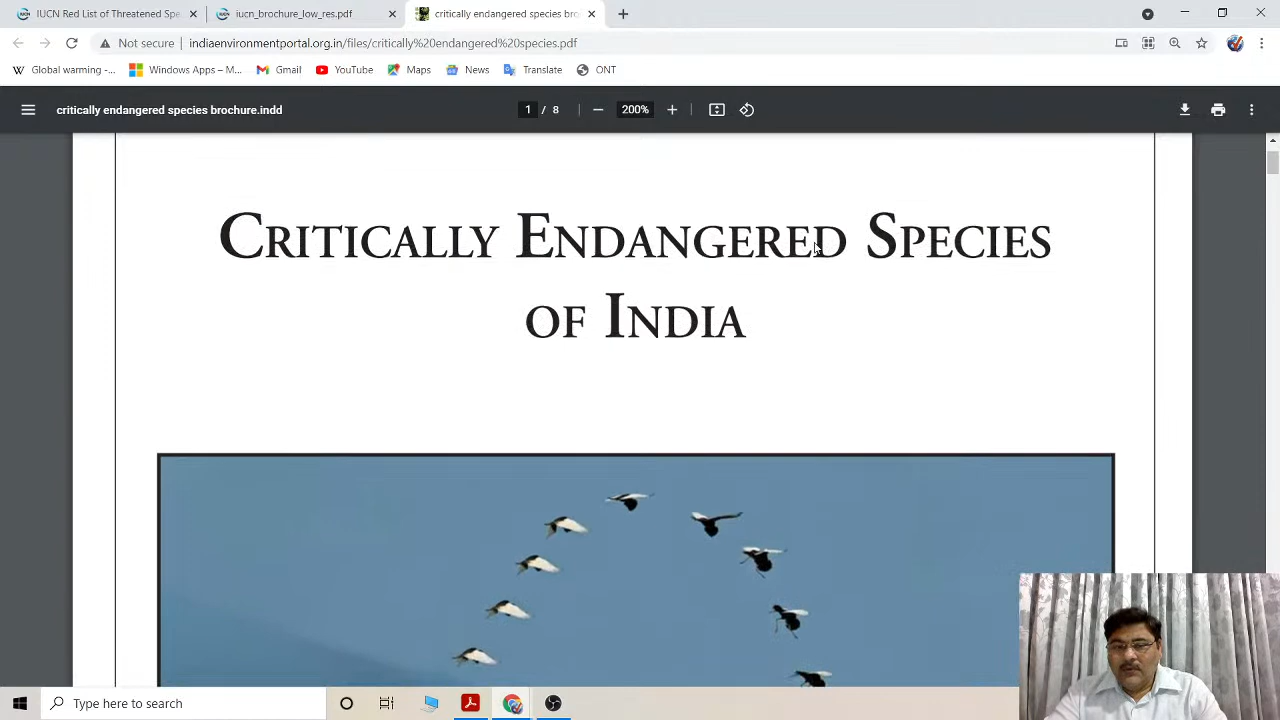 IUCN Red List of Threatened Spe
iucn_brochure_low_res.pdf
critically endangered species bro
Not secure
indiaenvironmentportal.org.in/files/critically%20endangered%20species.pdf
Global warming -...
Windows Apps – M...
Gmail
YouTube
Maps
News
Translate
ONT
critically endangered species brochure.indd
1 / 8
200%
CRITICALLY ENDANGERED SPECIES
OF INDIA
Type here to search